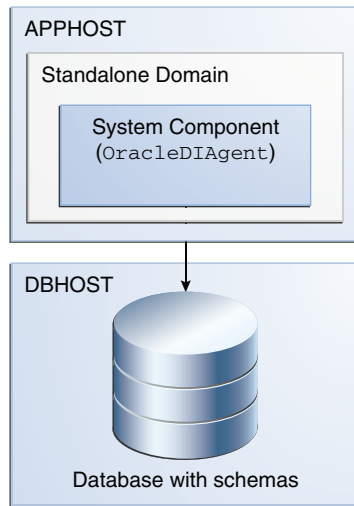 APPHOST
Standalone Domain
System Component
(OracleDIAgent)
DBHOST
Database with schemas